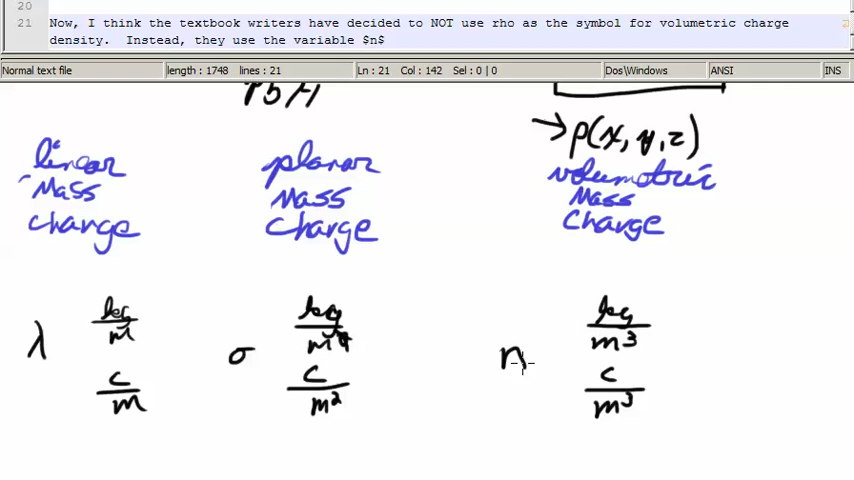 20
21 Now, I think the textbook writers have decided to NOT use rho as the symbol for volumetric charge
density. Instead, they use the variable $n$
Normal text file length : 1748 lines : 21 Ln : 21 Col : 142 Sel : 0 | 0 Dos\Windows ANSI INS
→ρ(x, y, z)
linear planar volumetric
Mass Mass Mass
Charge Charge Charge
λ kg/m σ kg/m n kg/m³
C/m C/m² C/m³